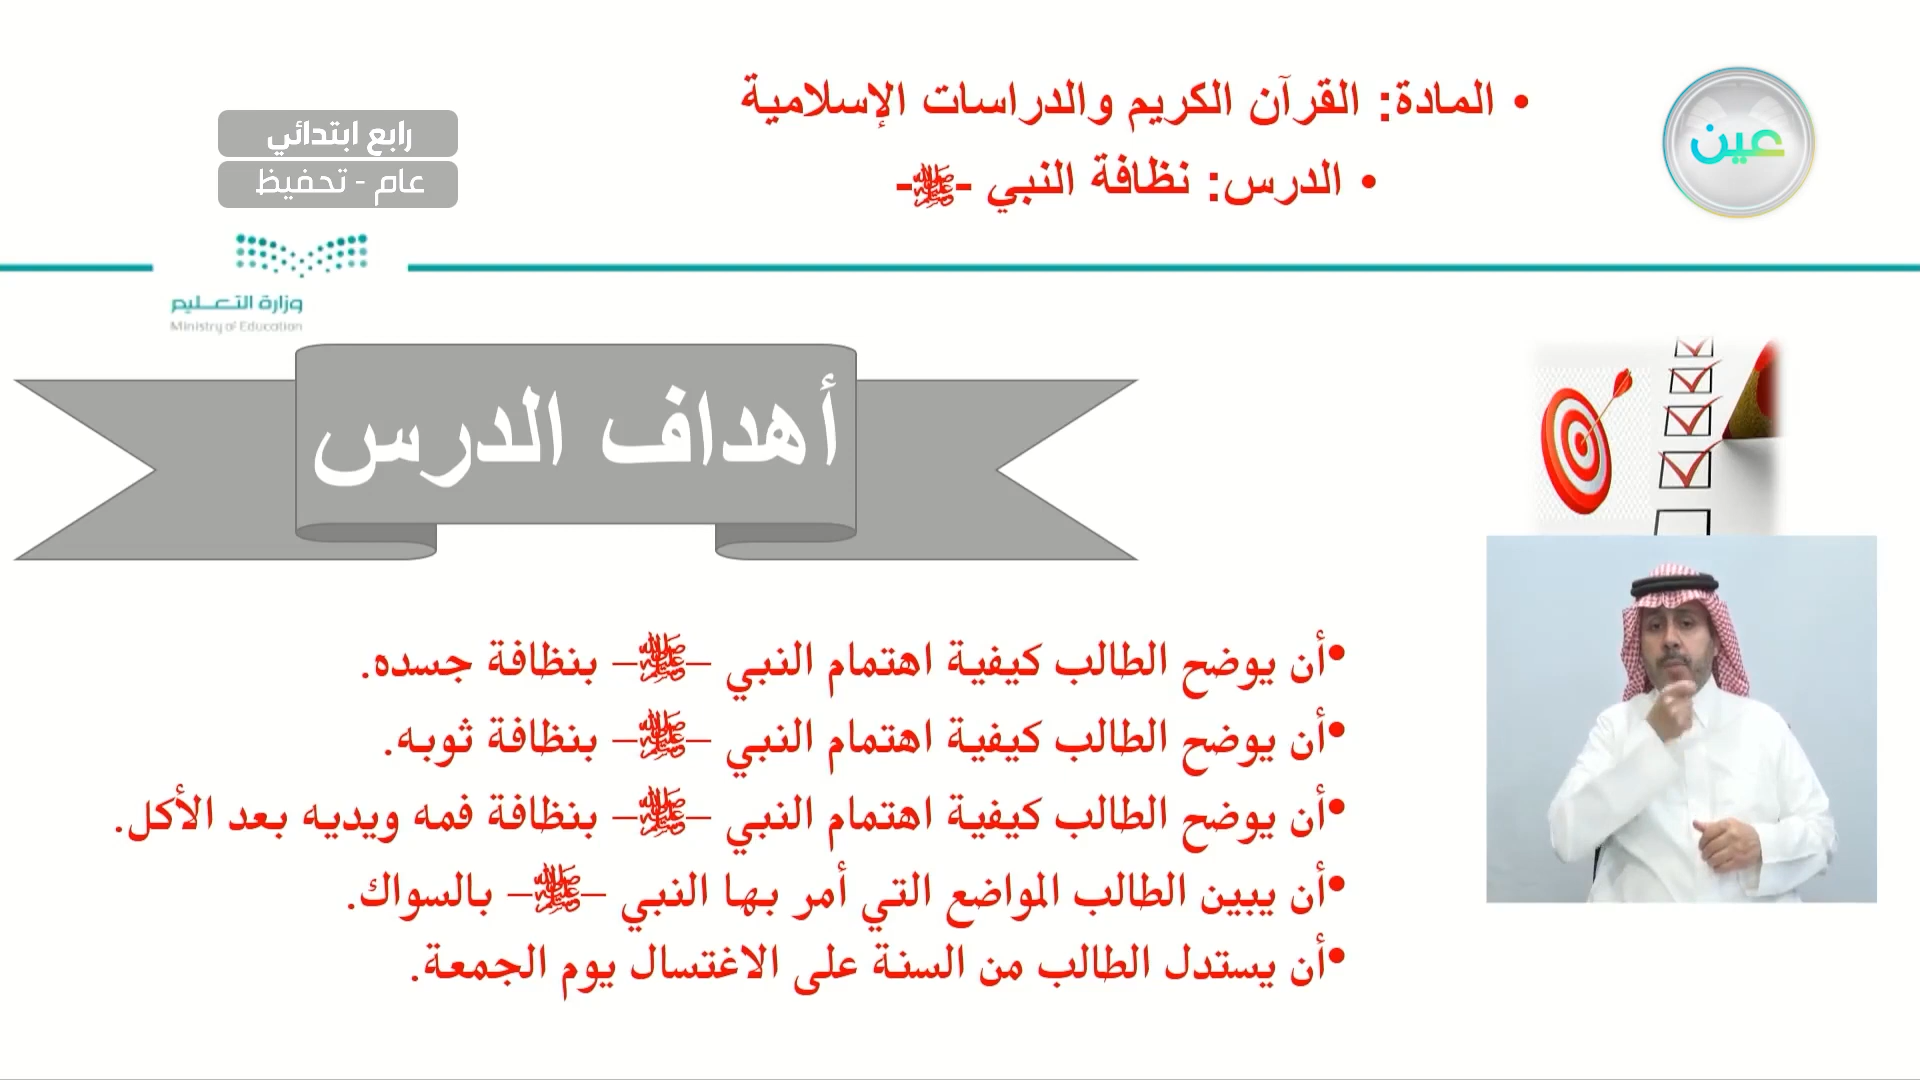 • المادة: القرآن الكريم والدراسات الإسلامية
• الدرس: نظافة النبي -ﷺ-
عين
رابع ابتدائي
عام - تحفيظ
وزارة التعليم
Ministry of Education
أهداف الدرس
•أن يوضح الطالب كيفية اهتمام النبي –ﷺ– بنظافة جسده.
•أن يوضح الطالب كيفية اهتمام النبي –ﷺ– بنظافة ثوبه.
•أن يوضح الطالب كيفية اهتمام النبي –ﷺ– بنظافة فمه ويديه بعد الأكل.
•أن يبين الطالب المواضع التي أمر بها النبي –ﷺ– بالسواك.
•أن يستدل الطالب من السنة على الاغتسال يوم الجمعة.